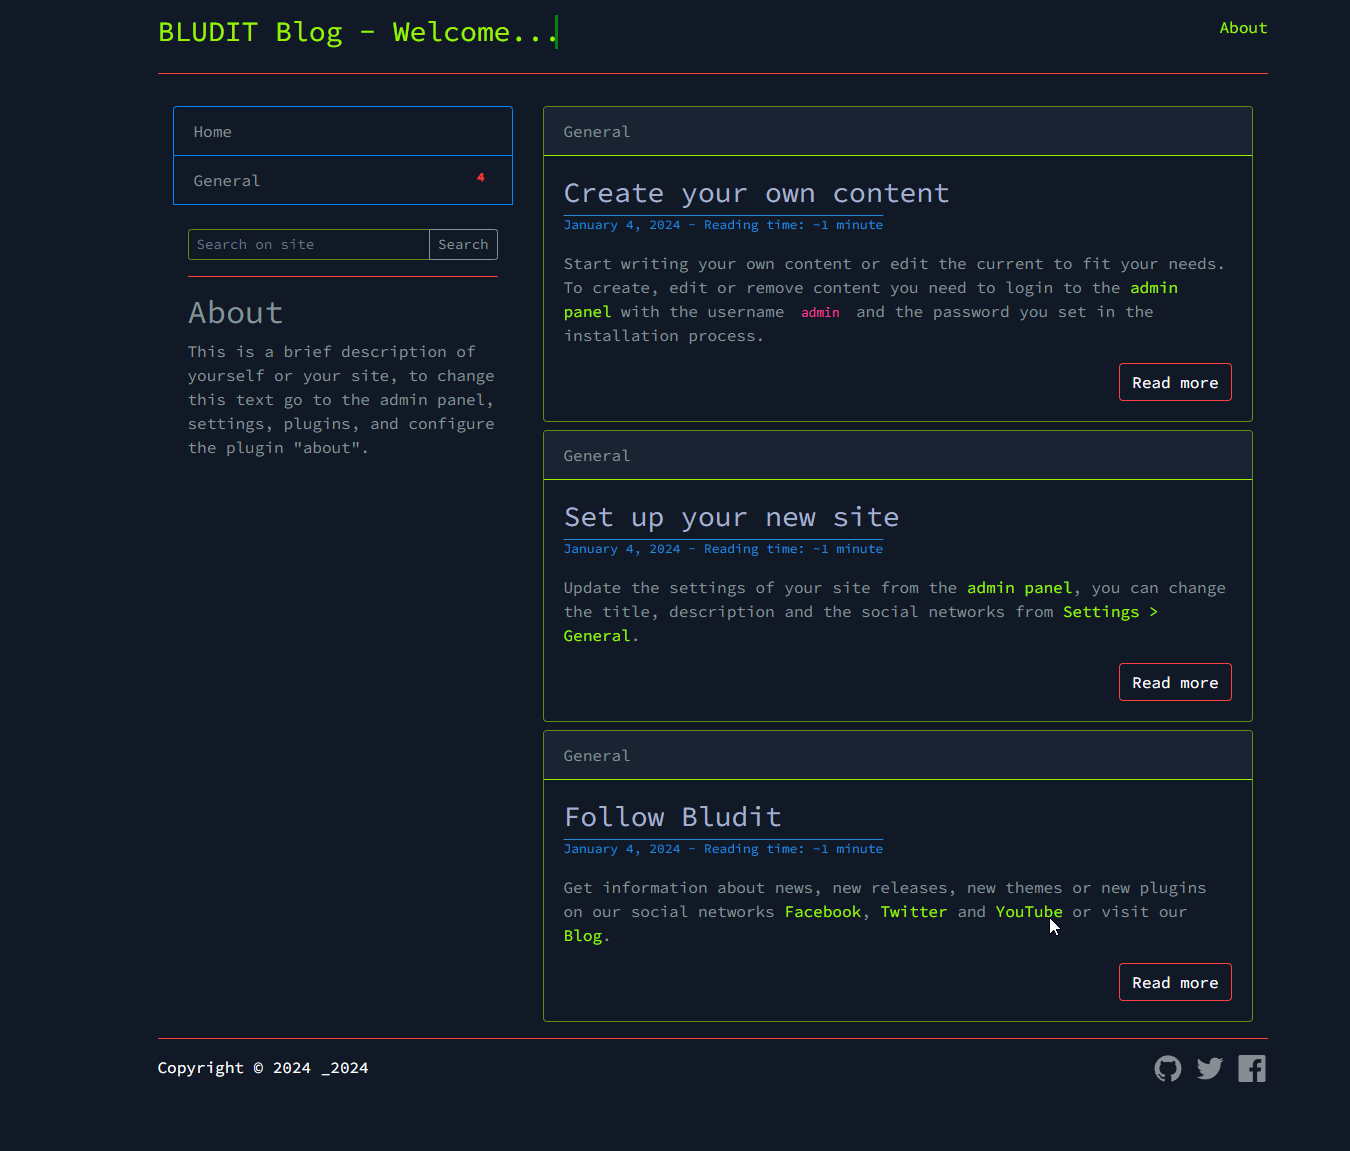 BLUDIT Blog - Welcome...
About
Home
General 4
Search on site Search
About
This is a brief description of
yourself or your site, to change
this text go to the admin panel,
settings, plugins, and configure
the plugin "about".
General
Create your own content
January 4, 2024 - Reading time: ~1 minute
Start writing your own content or edit the current to fit your needs.
To create, edit or remove content you need to login to the admin
panel with the username admin and the password you set in the
installation process.
Read more
General
Set up your new site
January 4, 2024 - Reading time: ~1 minute
Update the settings of your site from the admin panel, you can change
the title, description and the social networks from Settings >
General.
Read more
General
Follow Bludit
January 4, 2024 - Reading time: ~1 minute
Get information about news, new releases, new themes or new plugins
on our social networks Facebook, Twitter and YouTube or visit our
Blog.
Read more
Copyright © 2024 _2024